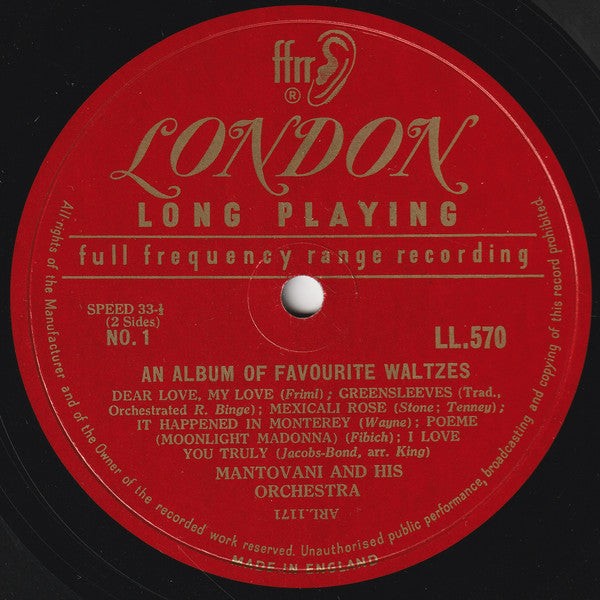 ffrr
®
LONDON
LONG PLAYING
full frequency range recording
SPEED 33-⅓
(2 Sides)
NO. 1
LL.570
AN ALBUM OF FAVOURITE WALTZES
DEAR LOVE, MY LOVE (Friml) ; GREENSLEEVES (Trad.,
Orchestrated R. Binge) ; MEXICALI ROSE (Stone ; Tenney) ;
IT HAPPENED IN MONTEREY (Wayne) ; POEME
(MOONLIGHT MADONNA) (Fibich) ; I LOVE
YOU TRULY (Jacobs-Bond, arr. King)
MANTOVANI AND HIS
ORCHESTRA
ARL.1171
All rights of the Manufacturer and of the Owner of the recorded work reserved. Unauthorised public performance, broadcasting and copying of this record prohibited.
MADE IN ENGLAND